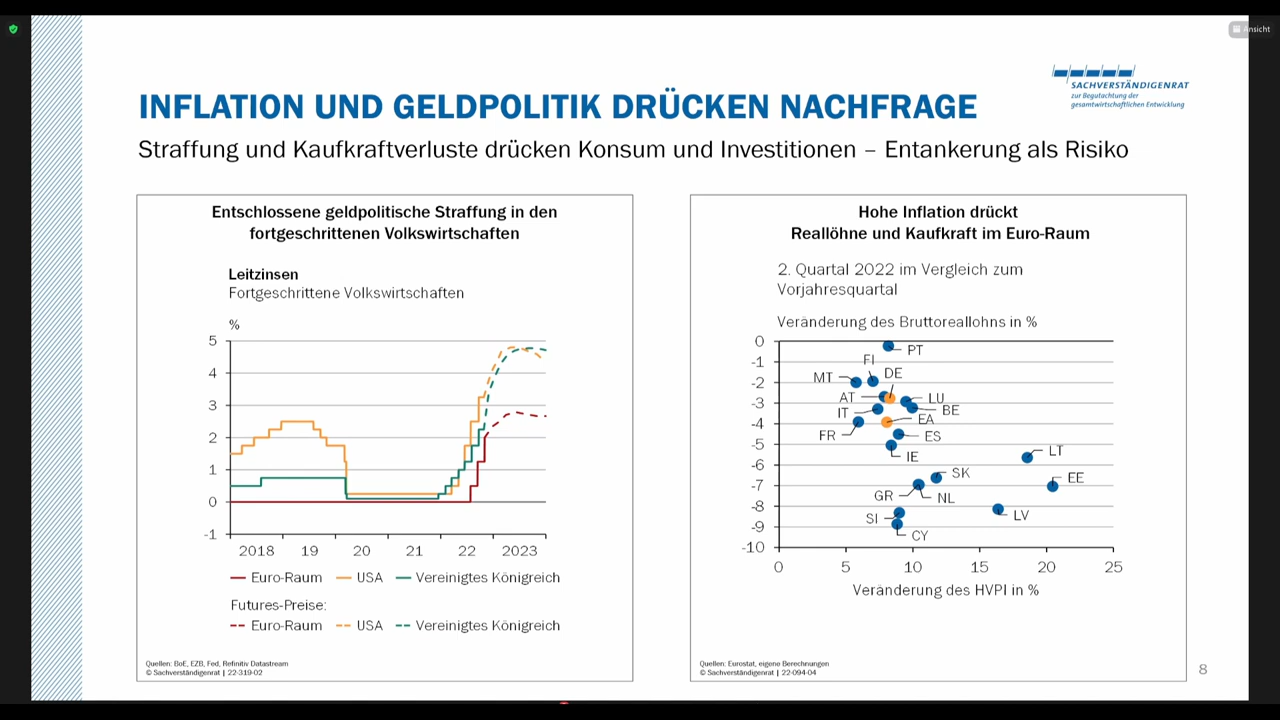 Ansicht
SACHVERSTÄNDIGENRAT
zur Begutachtung der
gesamtwirtschaftlichen Entwicklung
INFLATION UND GELDPOLITIK DRÜCKEN NACHFRAGE
Straffung und Kaufkraftverluste drücken Konsum und Investitionen – Entankerung als Risiko
Entschlossene geldpolitische Straffung in den
fortgeschrittenen Volkswirtschaften
Leitzinsen
Fortgeschrittene Volkswirtschaften
%
5
4
3
2
1
0
-1
2018 19 20 21 22 2023
Euro-Raum USA Vereinigtes Königreich
Futures-Preise:
Euro-Raum USA Vereinigtes Königreich
Quellen: BoE, EZB, Fed, Refinitiv Datastream
© Sachverständigenrat | 22-319-02
Hohe Inflation drückt
Reallöhne und Kaufkraft im Euro-Raum
2. Quartal 2022 im Vergleich zum
Vorjahresquartal
Veränderung des Bruttoreallohns in %
0
-1
-2
-3
-4
-5
-6
-7
-8
-9
-10
PT
FI
DE
MT
AT
LU
IT
BE
EA
FR
ES
IE
LT
SK
EE
GR
NL
SI
LV
CY
0 5 10 15 20 25
Veränderung des HVPI in %
Quellen: Eurostat, eigene Berechnungen
© Sachverständigenrat | 22-094-04
8